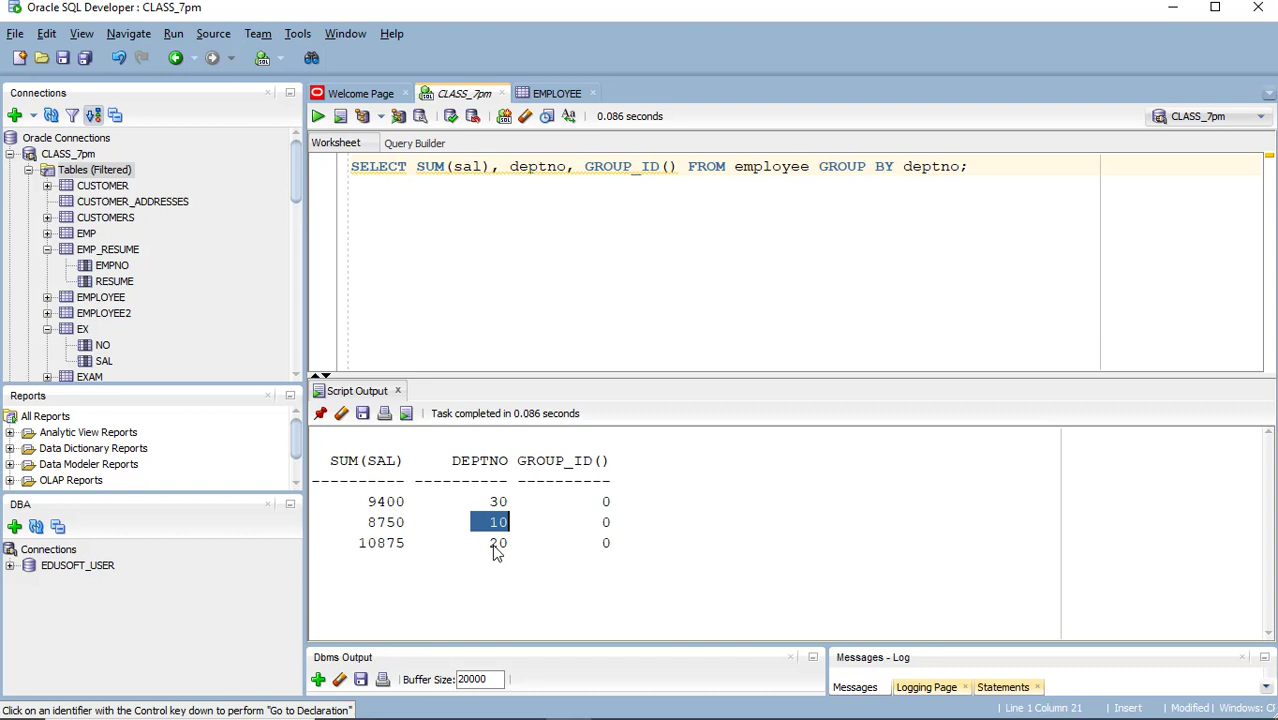 Oracle SQL Developer : CLASS_7pm
File Edit View Navigate Run Source Team Tools Window Help
Connections
Oracle Connections
CLASS_7pm
Tables (Filtered)
CUSTOMER
CUSTOMER_ADDRESSES
CUSTOMERS
EMP
EMP_RESUME
EMPNO
RESUME
EMPLOYEE
EMPLOYEE2
EX
NO
SAL
EXAM
Reports
All Reports
Analytic View Reports
Data Dictionary Reports
Data Modeler Reports
OLAP Reports
DBA
Connections
EDUSOFT_USER
Welcome Page CLASS_7pm EMPLOYEE
0.086 seconds CLASS_7pm
Worksheet Query Builder
SELECT SUM(sal), deptno, GROUP_ID() FROM employee GROUP BY deptno;
Script Output
Task completed in 0.086 seconds
SUM(SAL) DEPTNO GROUP_ID()
---------- ---------- ----------
9400 30 0
8750 10 0
10875 20 0
Dbms Output
Buffer Size: 20000
Messages - Log
Messages Logging Page Statements
Click on an identifier with the Control key down to perform "Go to Declaration"
Line 1 Column 21 Insert Modified Windows: CF